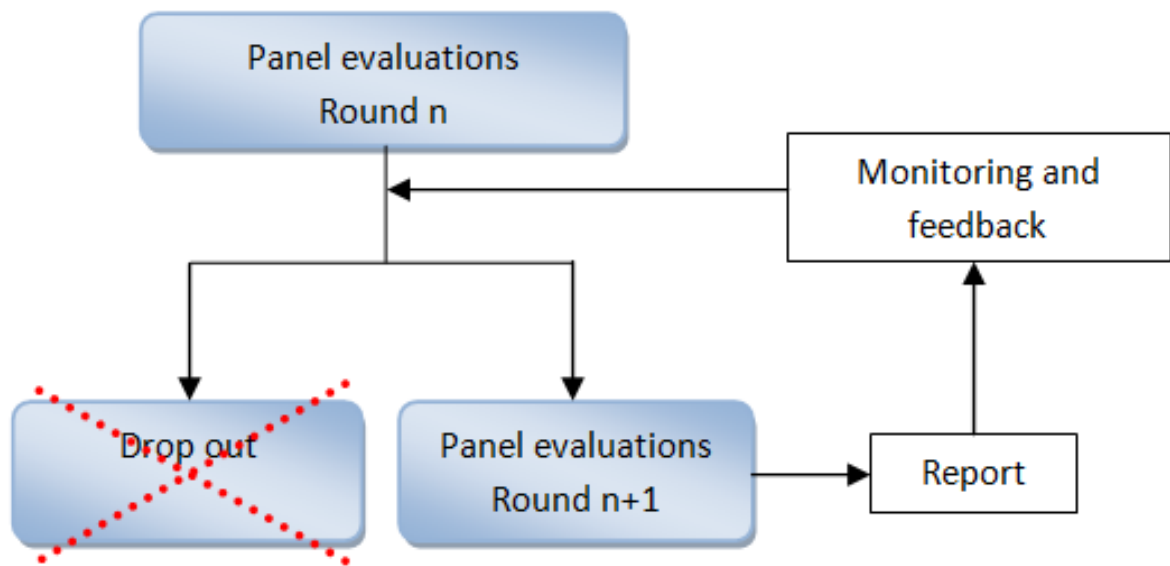 Panel evaluations
Round n
Monitoring and
feedback
Drop out
Panel evaluations
Round n+1
Report